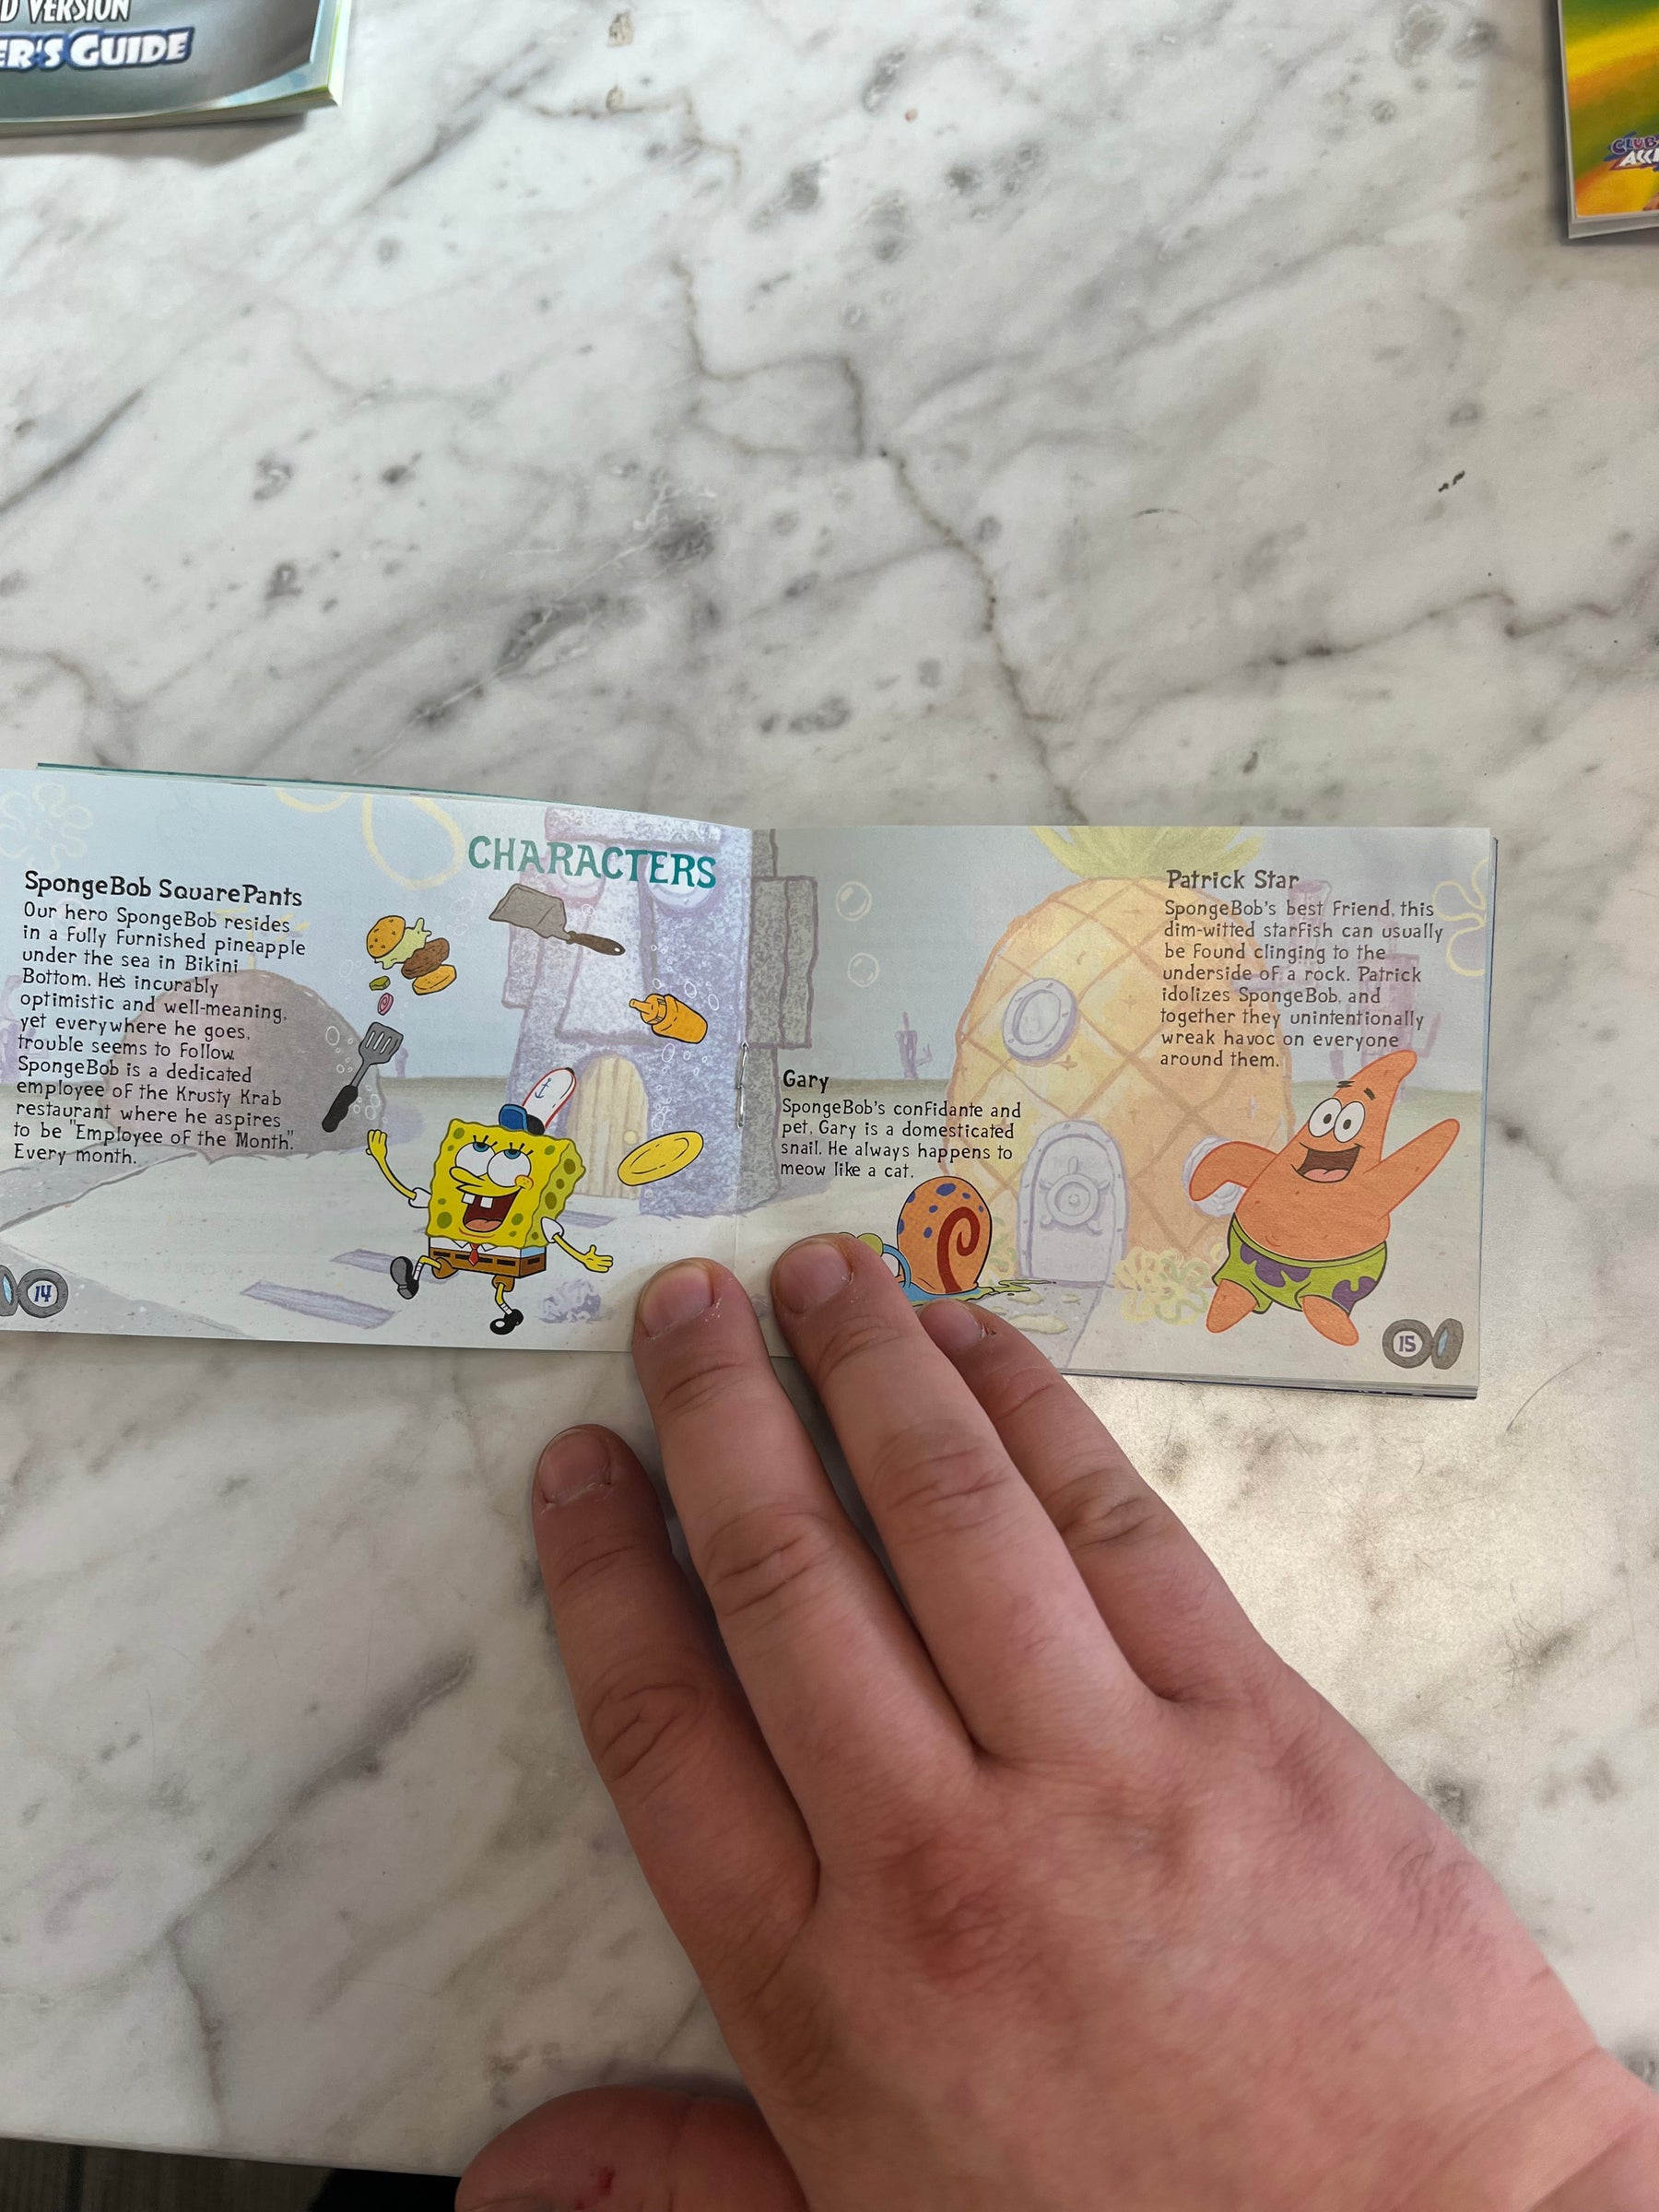 D VERSION
ER'S GUIDE
CLUB
CHARACTERS
SpongeBob SquarePants
Our hero SpongeBob resides
in a fully furnished pineapple
under the sea in Bikini
Bottom. He's incurably
optimistic and well-meaning,
yet everywhere he goes,
trouble seems to follow.
SpongeBob is a dedicated
employee of the Krusty Krab
restaurant where he aspires
to be "Employee of the Month".
Every month.
14
Gary
SpongeBob's confidante and
pet, Gary is a domesticated
snail. He always happens to
meow like a cat.
Patrick Star
SpongeBob's best friend, this
dim-witted starfish can usually
be found clinging to the
underside of a rock. Patrick
idolizes SpongeBob, and
together they unintentionally
wreak havoc on everyone
around them.
15